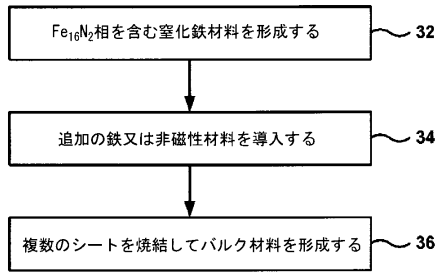 Fe₁₆N₂相を含む窒化鉄材料を形成する
32
追加の鉄又は非磁性材料を導入する
34
複数のシートを焼結してバルク材料を形成する
36